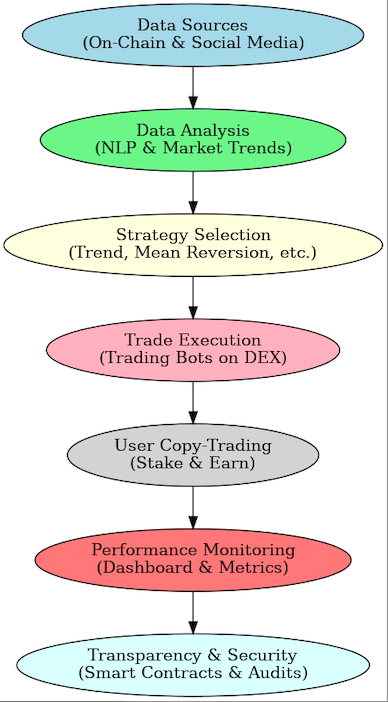 Data Sources
(On-Chain & Social Media)
Data Analysis
(NLP & Market Trends)
Strategy Selection
(Trend, Mean Reversion, etc.)
Trade Execution
(Trading Bots on DEX)
User Copy-Trading
(Stake & Earn)
Performance Monitoring
(Dashboard & Metrics)
Transparency & Security
(Smart Contracts & Audits)